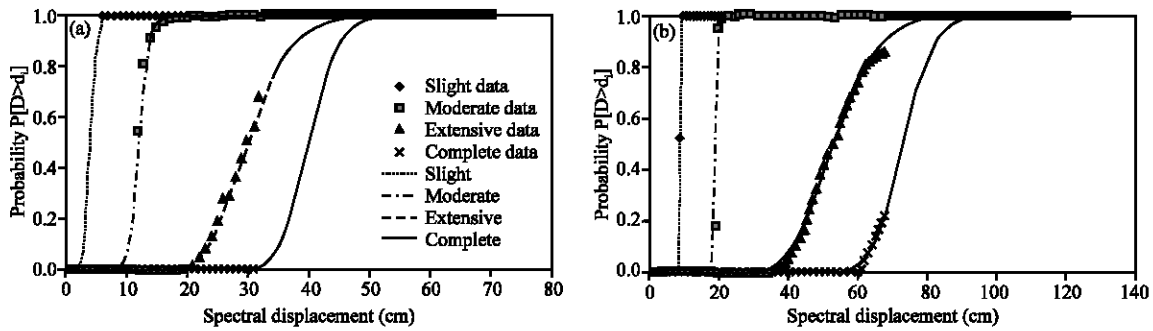 (a)
Probability P[D>di]
1.0
0.8
0.6
0.4
0.2
0.0
Slight data
Moderate data
Extensive data
Complete data
Slight
Moderate
Extensive
Complete
0 10 20 30 40 50 60 70 80
Spectral displacement (cm)
(b)
Probability P[D>di]
1.0
0.8
0.6
0.4
0.2
0.0
0 20 40 60 80 100 120 140
Spectral displacement (cm)